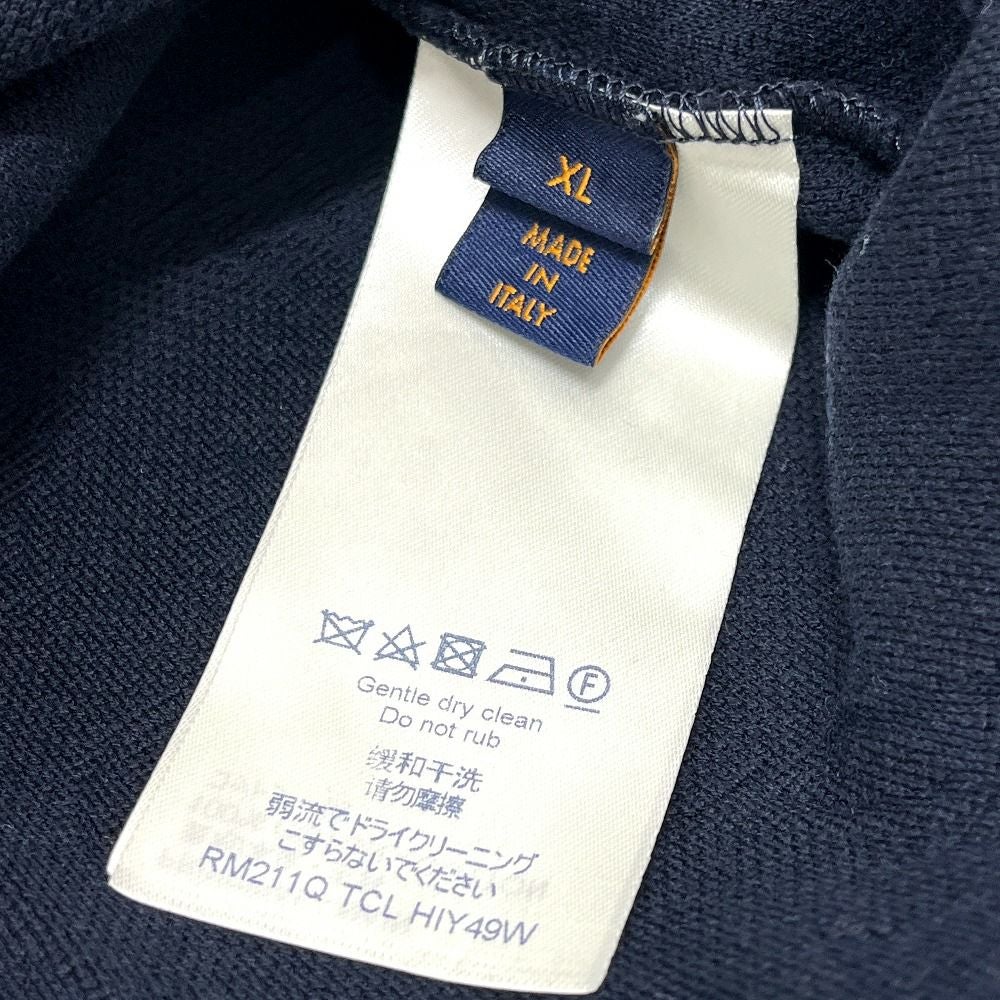 XL
MADE
IN
ITALY
F
Gentle dry clean
Do not rub
缓和干洗
请勿摩擦
弱流でドライクリーニング
こすらないでください
RM211Q TCL HIY49W